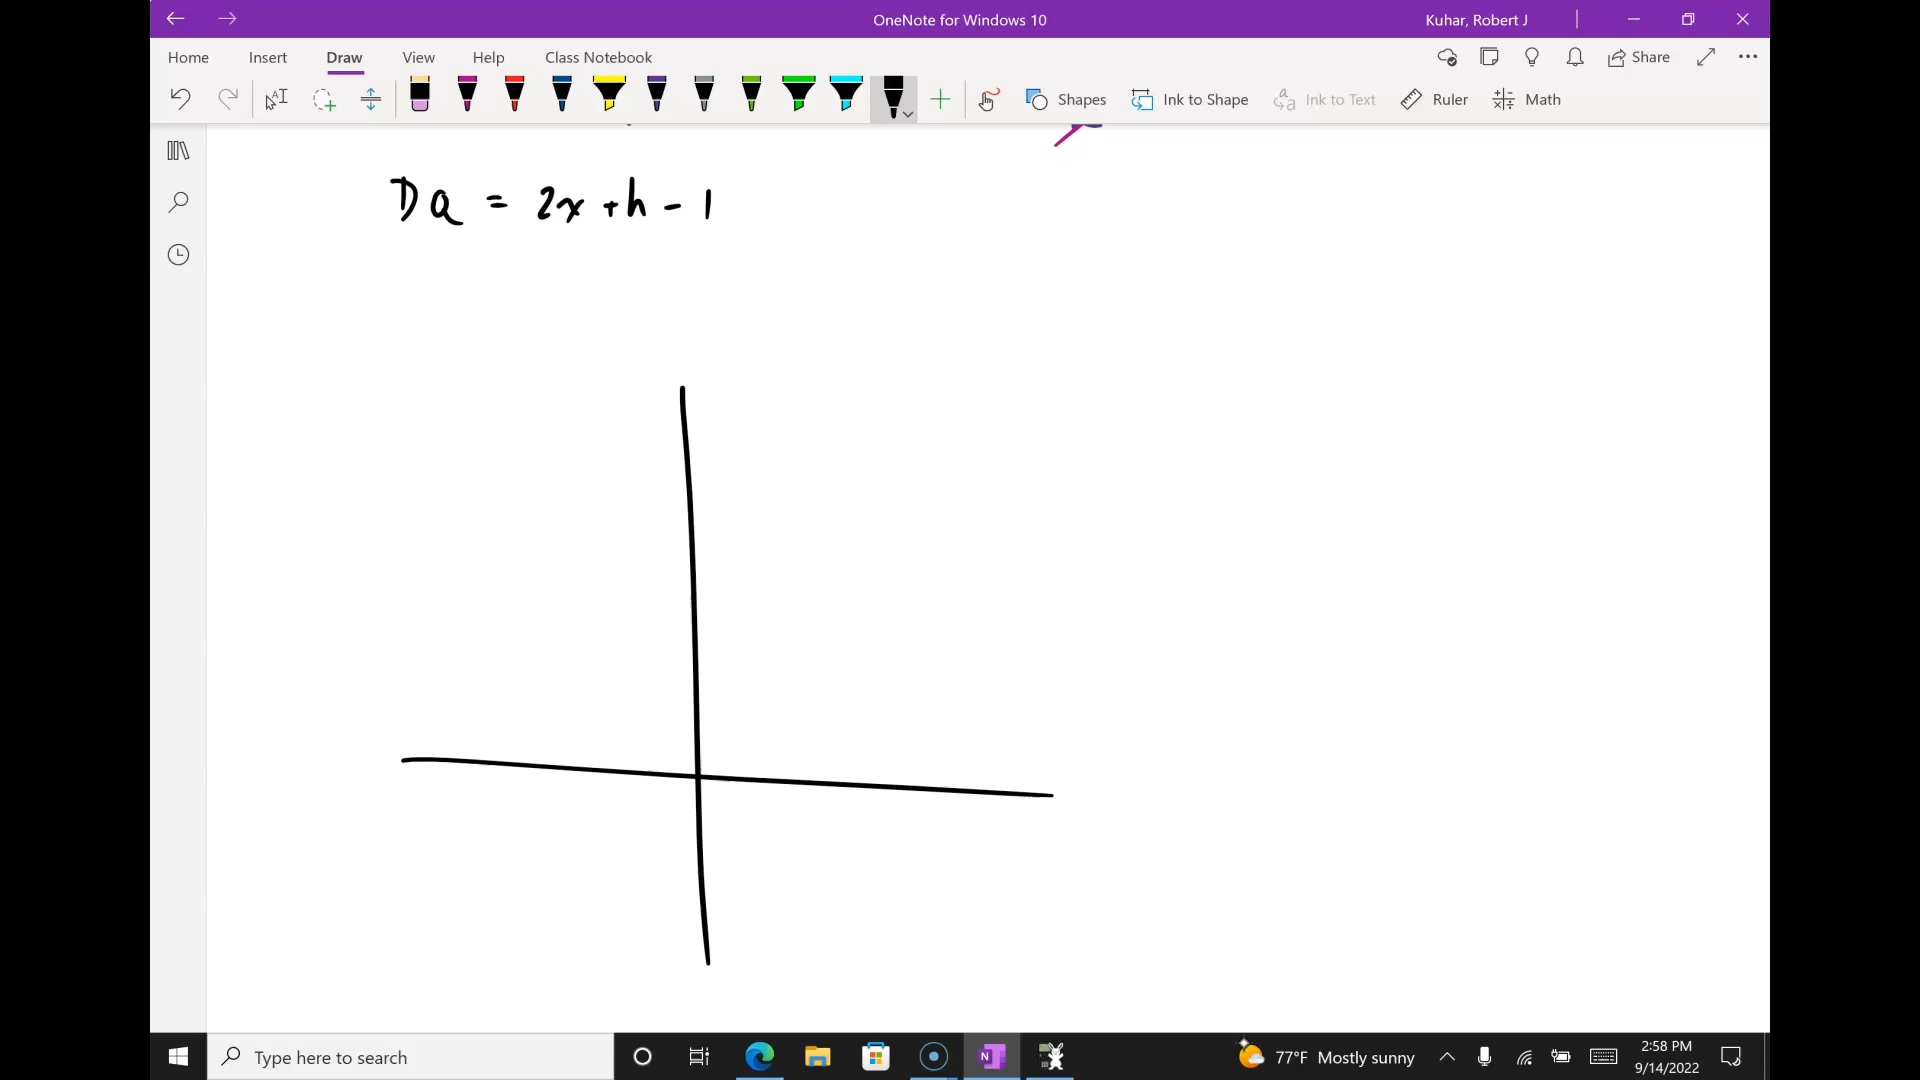 OneNote for Windows 10
Kuhar, Robert J
Home Insert Draw View Help Class Notebook
Share
Shapes Ink to Shape Ink to Text Ruler Math
DQ = 2x + h - 1
Type here to search
77°F Mostly sunny
2:58 PM
9/14/2022